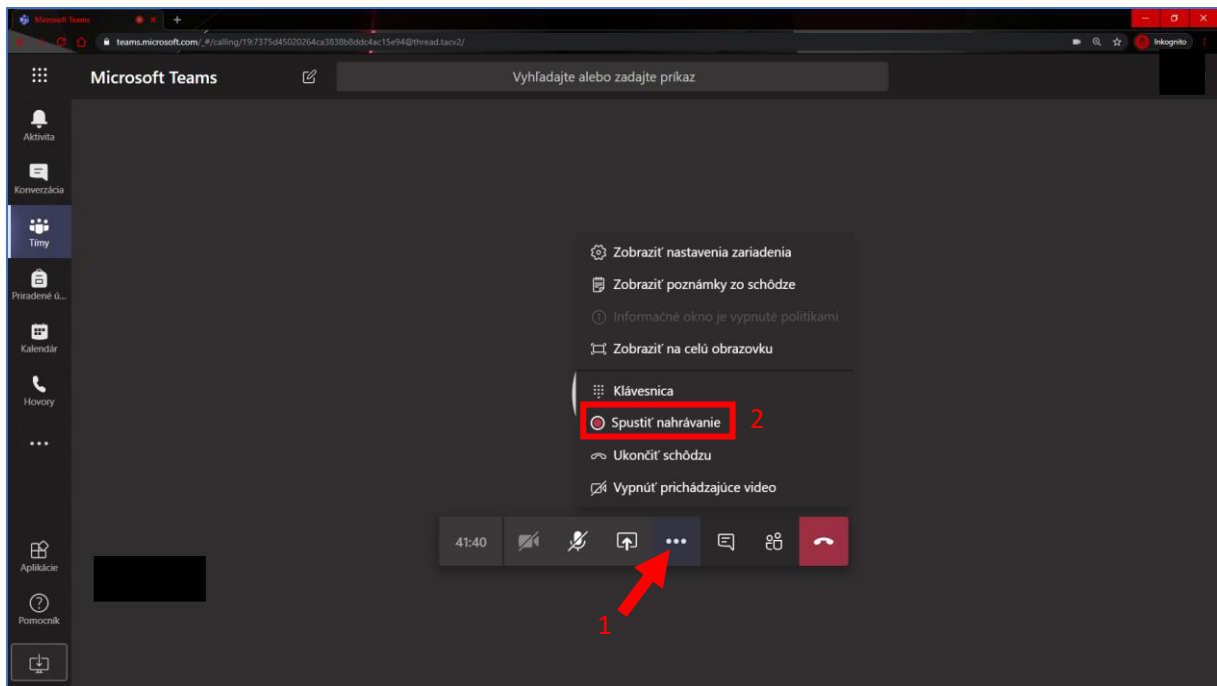 Microsoft Teams
teams.microsoft.com/_#/calling/19:7375d45020264ca3838b8ddc4ac15e94@thread.tacv2/
Inkognito
Microsoft Teams
Vyhľadajte alebo zadajte príkaz
Aktivita
Konverzácia
Tímy
Priradené ú...
Kalendár
Hovory
Zobraziť nastavenia zariadenia
Zobraziť poznámky zo schôdze
Informačné okno je vypnuté politikami
Zobraziť na celú obrazovku
Klávesnica
Spustiť nahrávanie
2
Ukončiť schôdzu
Vypnúť prichádzajúce video
41:40
1
Aplikácie
Pomocník